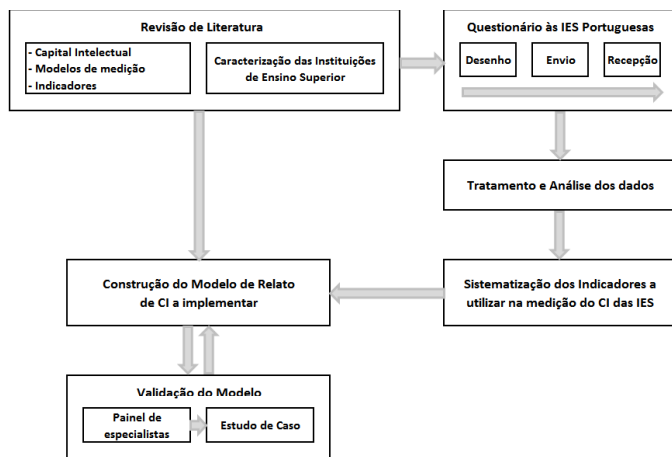 Revisão de Literatura
- Capital Intelectual
- Modelos de medição
- Indicadores
Caracterização das Instituições
de Ensino Superior
Questionário às IES Portuguesas
Desenho
Envio
Recepção
Tratamento e Análise dos dados
Construção do Modelo de Relato
de CI a implementar
Sistematização dos Indicadores a
utilizar na medição do CI das IES
Validação do Modelo
Painel de
especialistas
Estudo de Caso